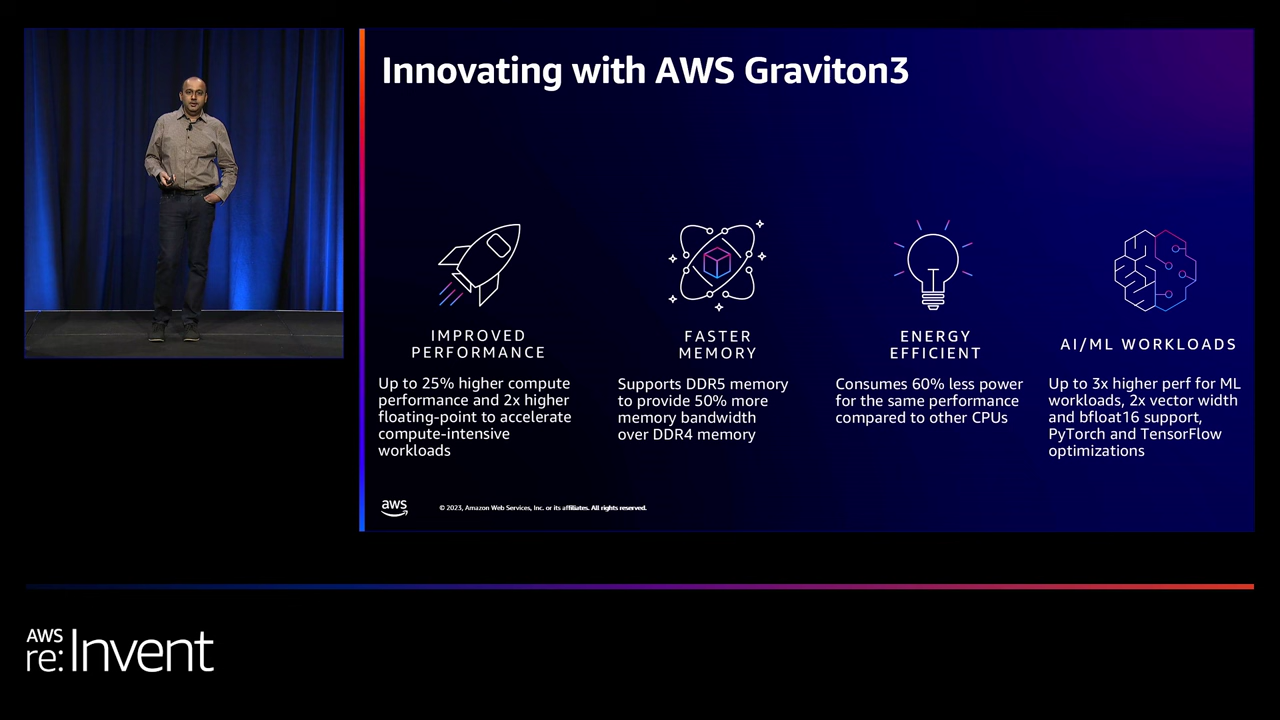 Innovating with AWS Graviton3
IMPROVED
PERFORMANCE
Up to 25% higher compute
performance and 2x higher
floating-point to accelerate
compute-intensive
workloads
FASTER
MEMORY
Supports DDR5 memory
to provide 50% more
memory bandwidth
over DDR4 memory
ENERGY
EFFICIENT
Consumes 60% less power
for the same performance
compared to other CPUs
AI/ML WORKLOADS
Up to 3x higher perf for ML
workloads, 2x vector width
and bfloat16 support,
PyTorch and TensorFlow
optimizations
aws
© 2023, Amazon Web Services, Inc. or its affiliates. All rights reserved.
AWS
re:Invent